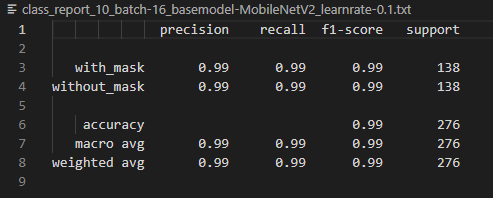 class_report_10_batch-16_basemodel-MobileNetV2_learnrate-0.1.txt
1 precision recall f1-score support
2
3 with_mask 0.99 0.99 0.99 138
4 without_mask 0.99 0.99 0.99 138
5
6 accuracy 0.99 276
7 macro avg 0.99 0.99 0.99 276
8 weighted avg 0.99 0.99 0.99 276
9